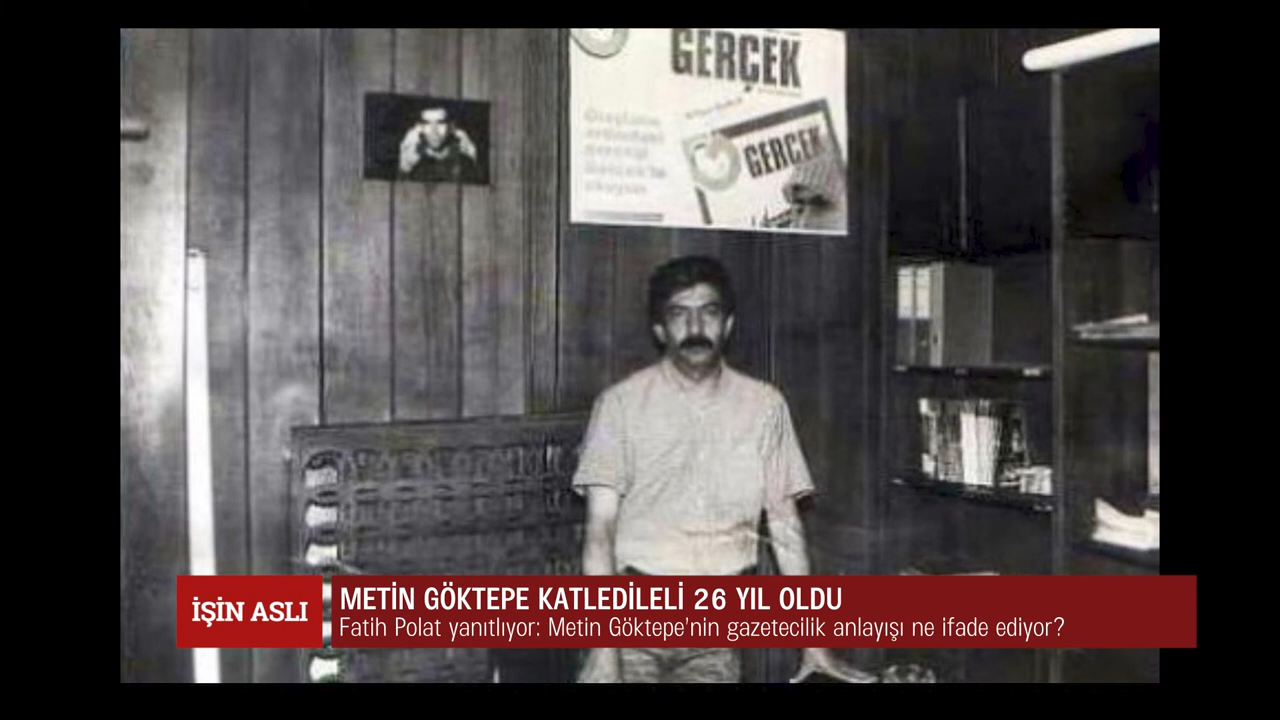 GERÇEK
GERÇEK
İŞİN ASLI
METİN GÖKTEPE KATLEDİLELİ 26 YIL OLDU
Fatih Polat yanıtlıyor: Metin Göktepe'nin gazetecilik anlayışı ne ifade ediyor?